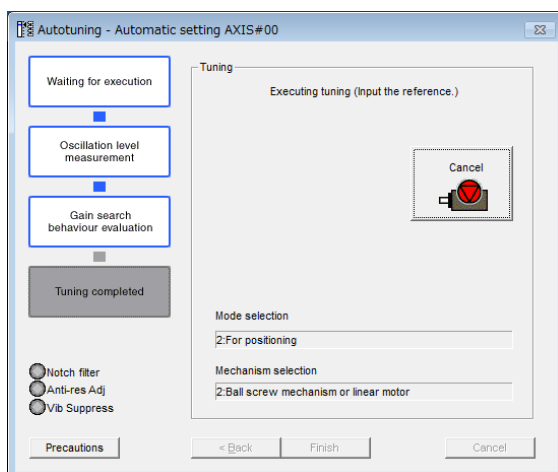 Autotuning - Automatic setting AXIS#00
Waiting for execution
Oscillation level
measurement
Gain search
behaviour evaluation
Tuning completed
Notch filter
Anti-res Adj
Vib Suppress
Precautions
Tuning
Executing tuning (Input the reference.)
Cancel
Mode selection
2:For positioning
Mechanism selection
2:Ball screw mechanism or linear motor
< Back
Finish
Cancel